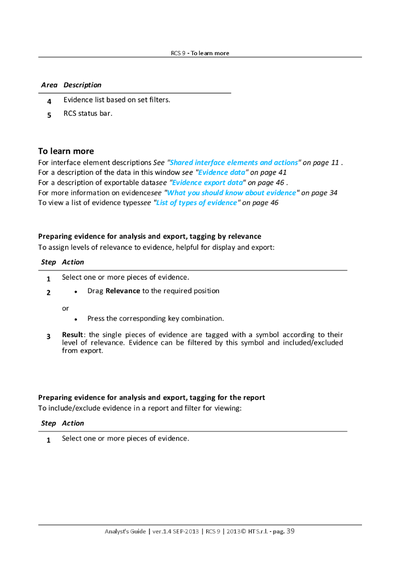 RCS 9 - To learn more
Area Description
4 Evidence list based on set filters.
5 RCS status bar.
To learn more
For interface element descriptions See "Shared interface elements and actions" on page 11 .
For a description of the data in this window see "Evidence data" on page 41
For a description of exportable datasee "Evidence export data" on page 46 .
For more information on evidencesee "What you should know about evidence" on page 34
To view a list of evidence typessee "List of types of evidence" on page 46
Preparing evidence for analysis and export, tagging by relevance
To assign levels of relevance to evidence, helpful for display and export:
Step Action
1 Select one or more pieces of evidence.
2 • Drag Relevance to the required position
or
• Press the corresponding key combination.
3 Result: the single pieces of evidence are tagged with a symbol according to their
level of relevance. Evidence can be filtered by this symbol and included/excluded
from export.
Preparing evidence for analysis and export, tagging for the report
To include/exclude evidence in a report and filter for viewing:
Step Action
1 Select one or more pieces of evidence.
Analyst's Guide | ver.1.4 SEP-2013 | RCS 9 | 2013© HT S.r.l. - pag. 39